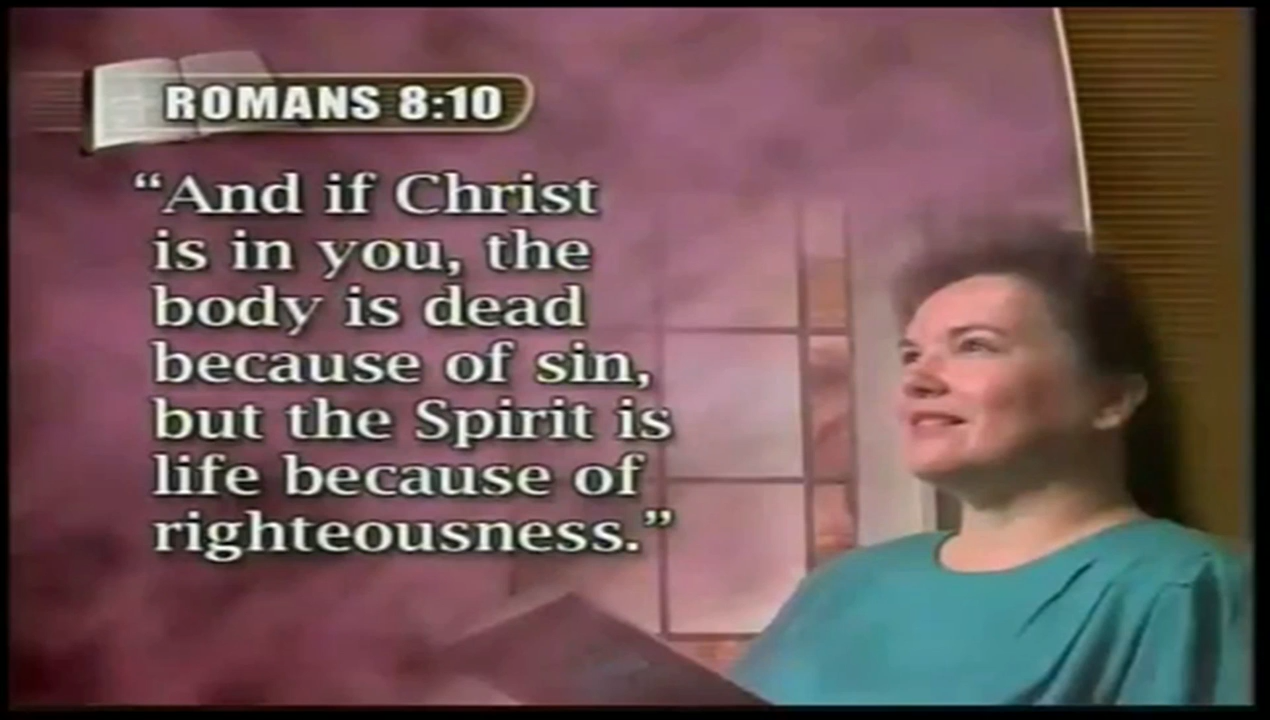 ROMANS 8:10
“And if Christ
is in you, the
body is dead
because of sin,
but the Spirit is
life because of
righteousness.”